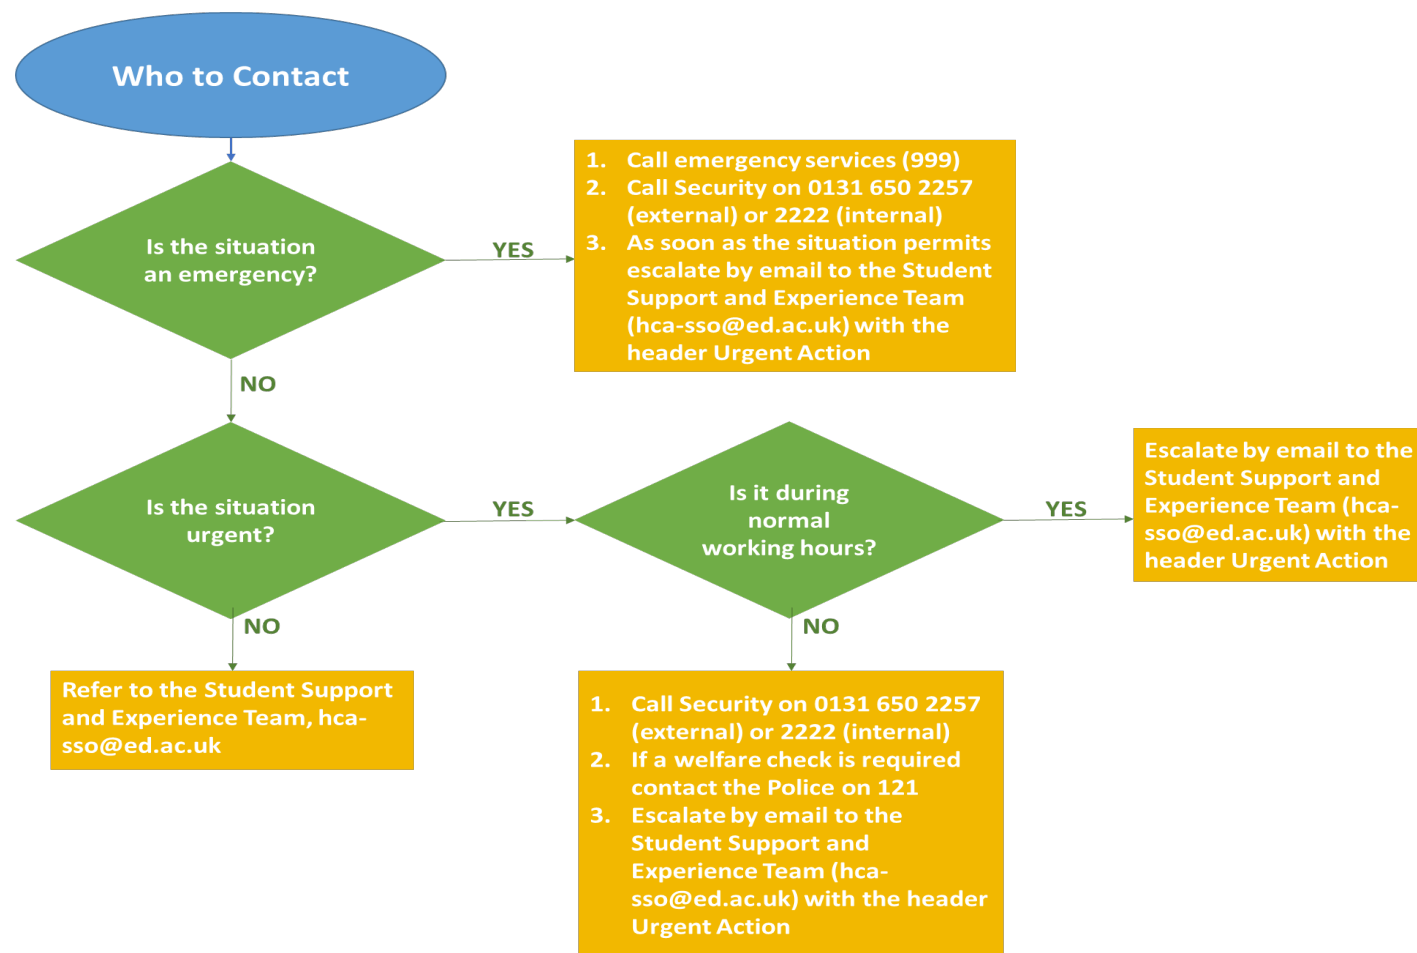 Who to Contact
Is the situation
an emergency?
YES
1. Call emergency services (999)
2. Call Security on 0131 650 2257
(external) or 2222 (internal)
3. As soon as the situation permits
escalate by email to the Student
Support and Experience Team
(hca-sso@ed.ac.uk) with the
header Urgent Action
NO
Is the situation
urgent?
YES
Is it during
normal
working hours?
YES
Escalate by email to the
Student Support and
Experience Team (hca-
sso@ed.ac.uk) with the
header Urgent Action
NO
Refer to the Student Support
and Experience Team, hca-
sso@ed.ac.uk
NO
1. Call Security on 0131 650 2257
(external) or 2222 (internal)
2. If a welfare check is required
contact the Police on 121
3. Escalate by email to the
Student Support and
Experience Team (hca-
sso@ed.ac.uk) with the header
Urgent Action